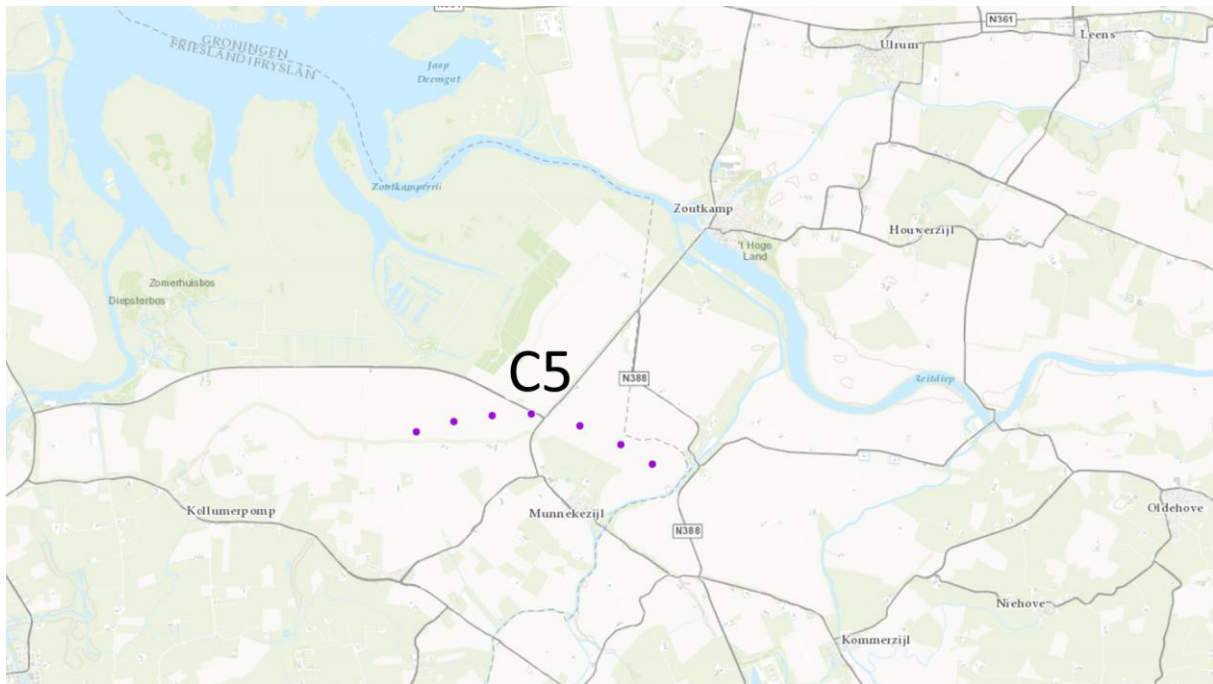 N361
Leens
Ulrum
GRONINGEN
FRIESLAND (FRYSLÂN)
Jaap
Deemgat
Zoutkamperril
Zoutkamp
Houwerzijl
't Hoge
Land
Zomerhuisbos
Diepsterbos
C5
N388
Reitdiep
Kollumerpomp
Munnekezijl
Oldehove
N388
Niehove
Kommerzijl